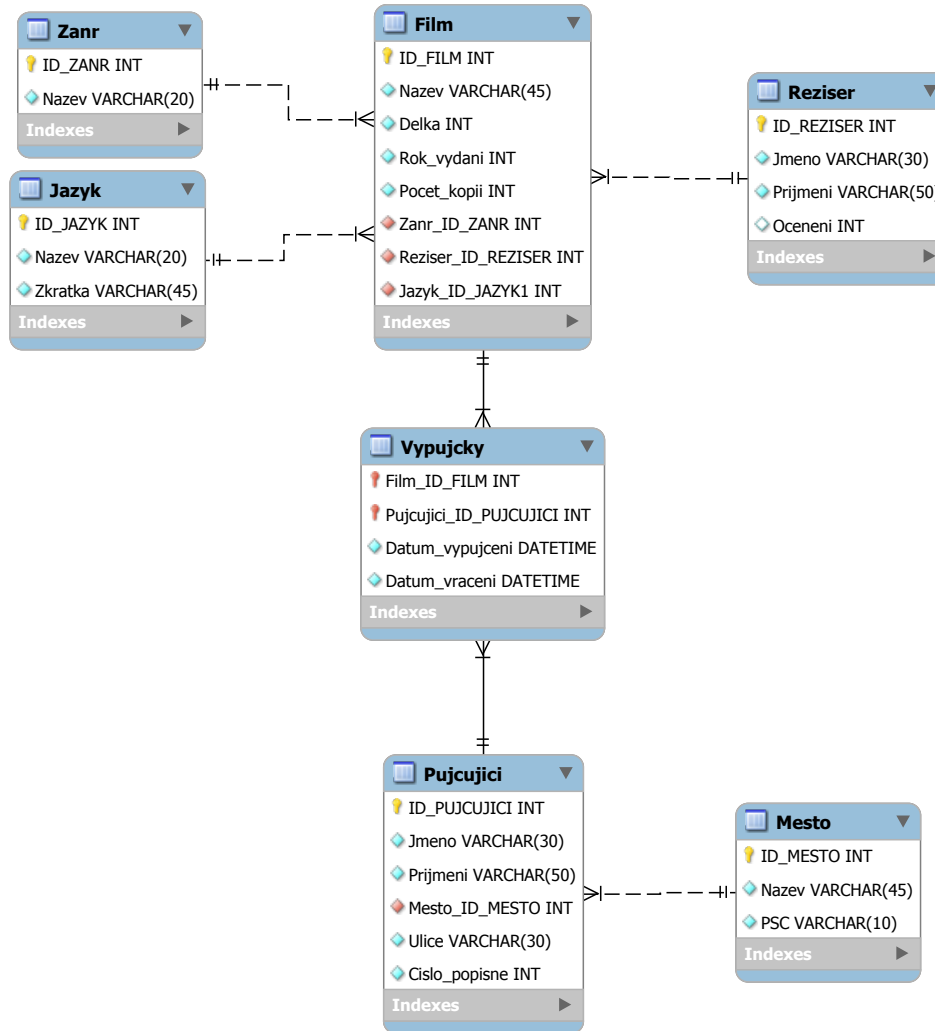 Zanr
ID_ZANR INT
Nazev VARCHAR(20)
Indexes
Film
ID_FILM INT
Nazev VARCHAR(45)
Delka INT
Rok_vydani INT
Pocet_kopii INT
Zanr_ID_ZANR INT
Reziser_ID_REZISER INT
Jazyk_ID_JAZYK1 INT
Indexes
Reziser
ID_REZISER INT
Jmeno VARCHAR(30)
Prijmeni VARCHAR(50)
Oceneni INT
Indexes
Jazyk
ID_JAZYK INT
Nazev VARCHAR(20)
Zkratka VARCHAR(45)
Indexes
Vypujcky
Film_ID_FILM INT
Pujcujici_ID_PUJCUJICI INT
Datum_vypujceni DATETIME
Datum_vraceni DATETIME
Indexes
Pujcujici
ID_PUJCUJICI INT
Jmeno VARCHAR(30)
Prijmeni VARCHAR(50)
Mesto_ID_MESTO INT
Ulice VARCHAR(30)
Cislo_popisne INT
Indexes
Mesto
ID_MESTO INT
Nazev VARCHAR(45)
PSC VARCHAR(10)
Indexes